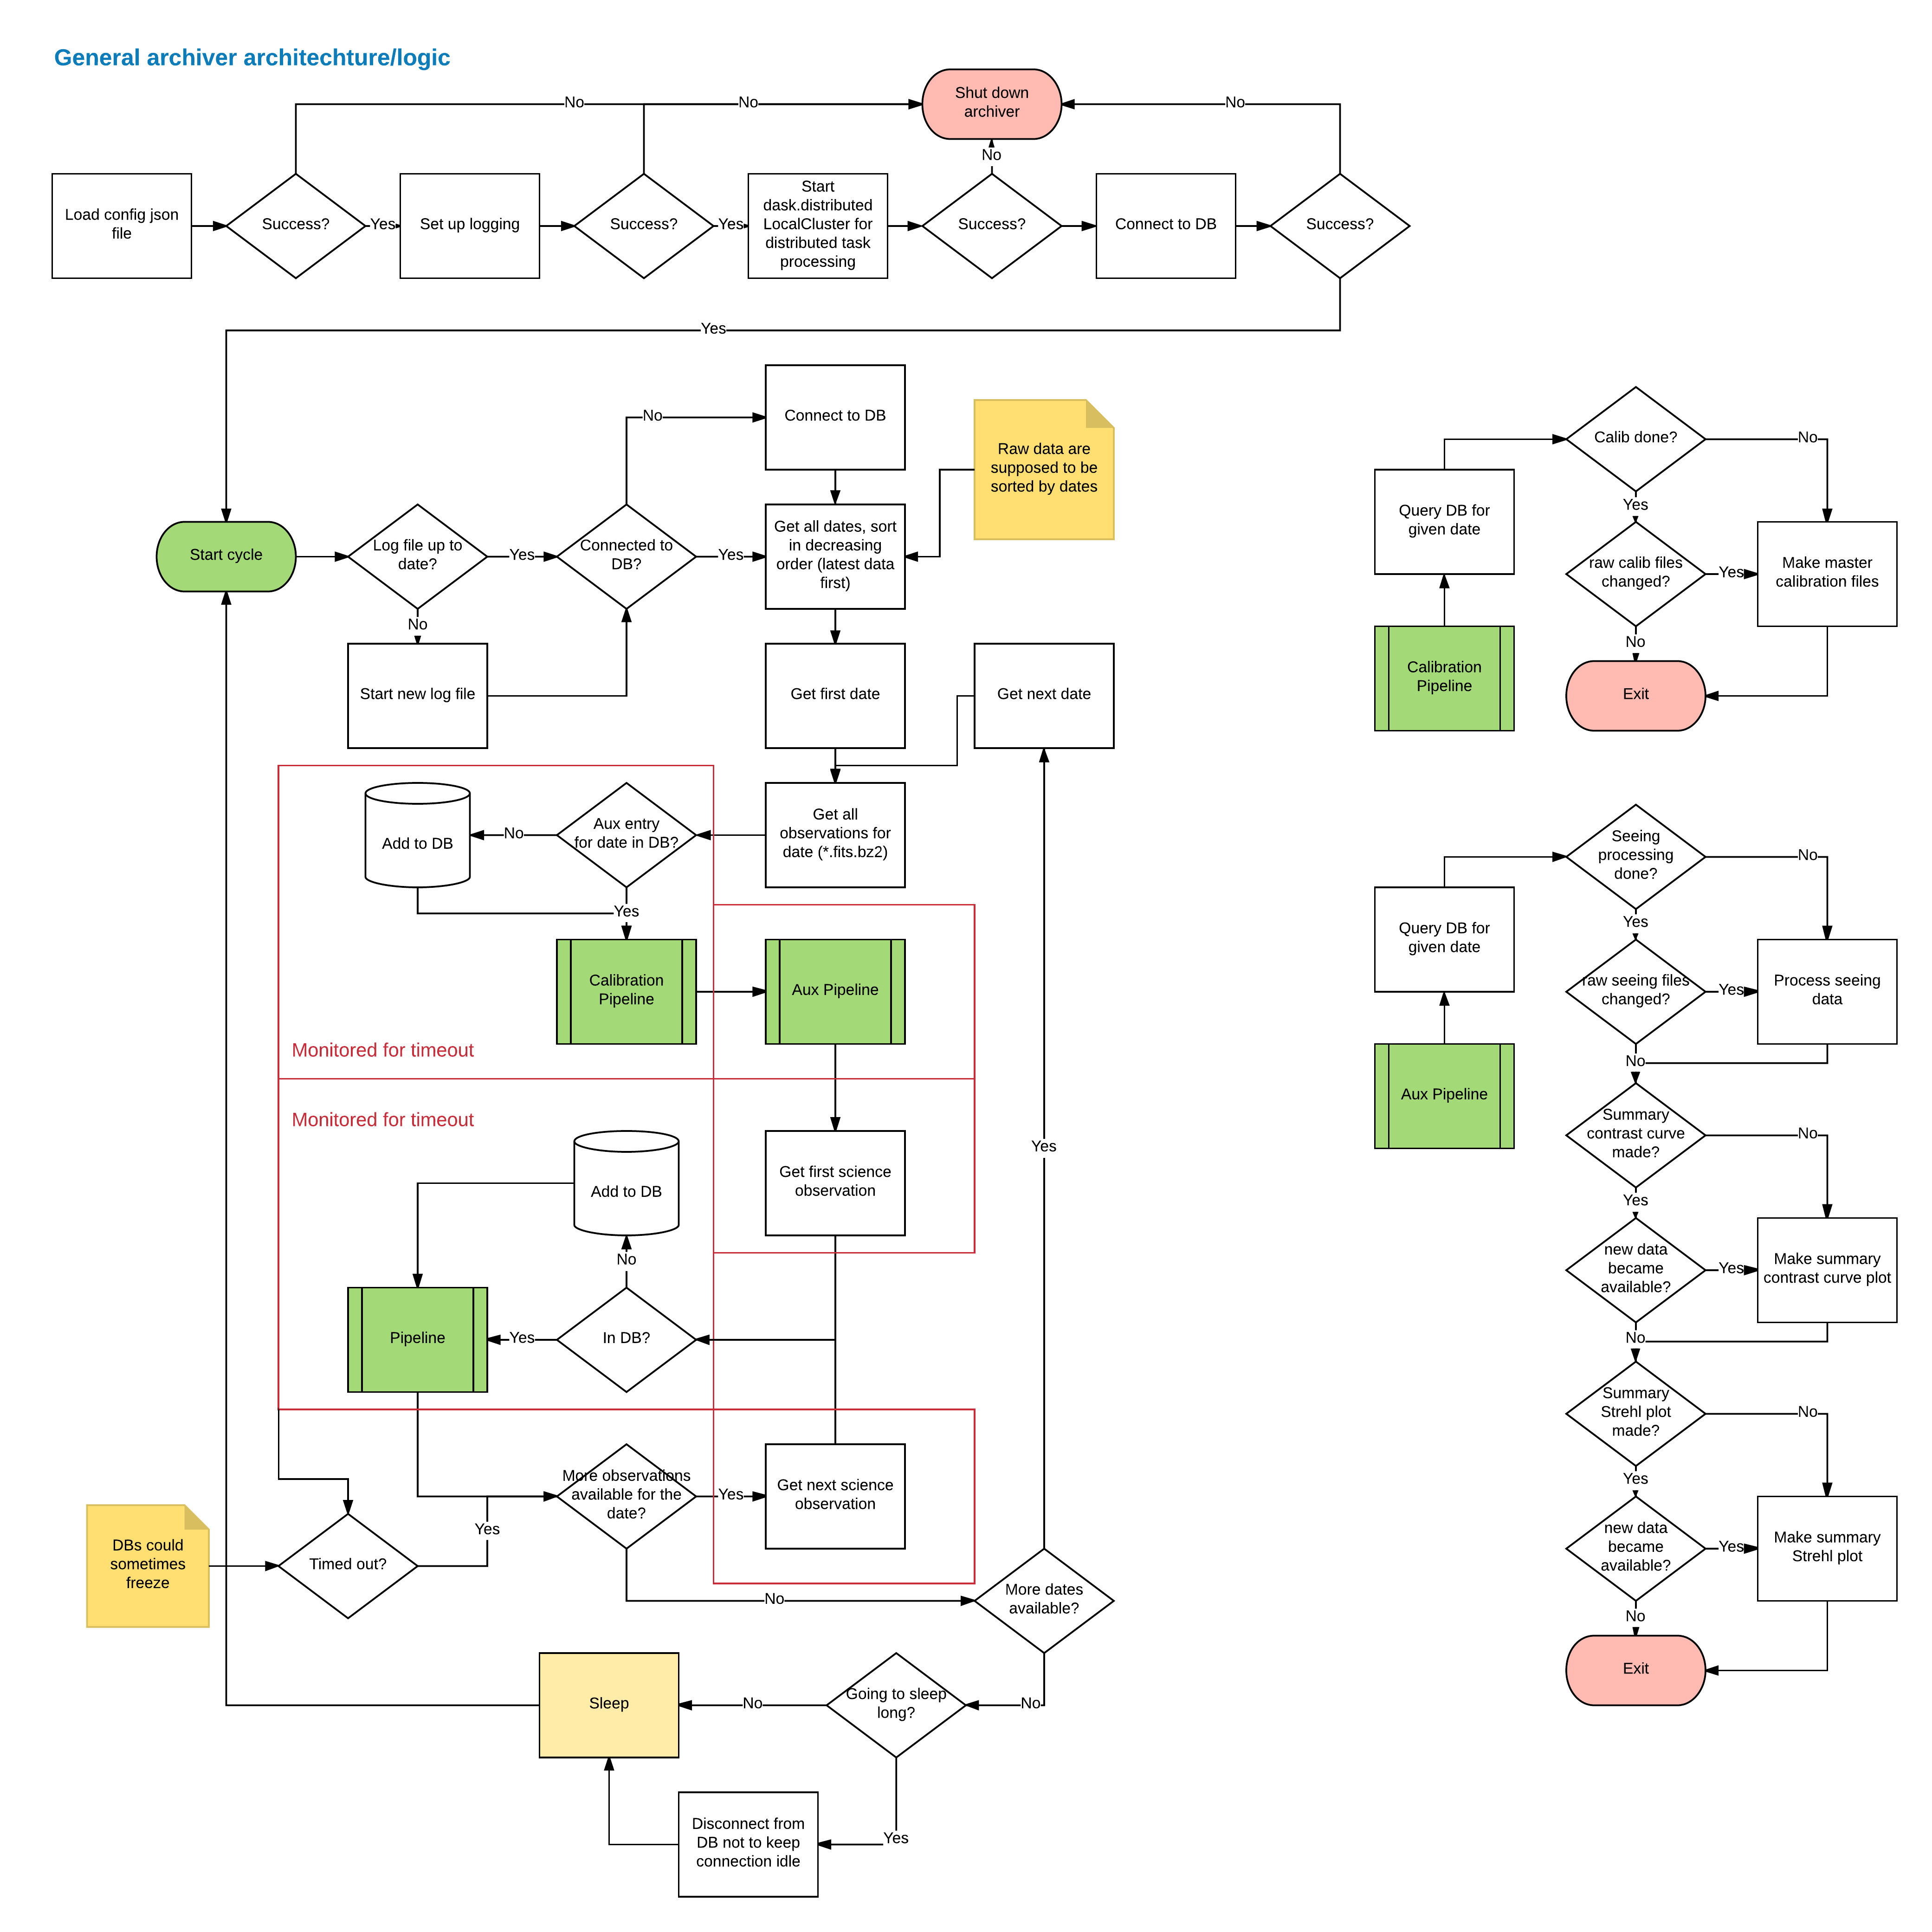 General archiver architechture/logic
Shut down
archiver
No
No
No
No
Load config json
file
Success?
Yes
Set up logging
Success?
Yes
Start
dask.distributed
LocalCluster for
distributed task
processing
Success?
Connect to DB
Success?
Yes
Connect to DB
No
Raw data are
supposed to be
sorted by dates
Start cycle
Log file up to
date?
Yes
Connected to
DB?
Yes
Get all dates, sort
in decreasing
order (latest data
first)
No
Start new log file
Get first date
Get next date
Add to DB
No
Aux entry
for date in DB?
Get all
observations for
date (*.fits.bz2)
Yes
Calibration
Pipeline
Aux Pipeline
Monitored for timeout
Monitored for timeout
Yes
Add to DB
Get first science
observation
No
Pipeline
Yes
In DB?
More observations
available for the
date?
Yes
Get next science
observation
Yes
DBs could
sometimes
freeze
Timed out?
No
More dates
available?
Sleep
No
Going to sleep
long?
No
Disconnect from
DB not to keep
connection idle
Yes
Calib done?
No
Query DB for
given date
Yes
raw calib files
changed?
Yes
Make master
calibration files
No
Calibration
Pipeline
Exit
Seeing
processing
done?
No
Query DB for
given date
Yes
raw seeing files
changed?
Yes
Process seeing
data
No
Aux Pipeline
Summary
contrast curve
made?
No
Yes
new data
became
available?
Yes
Make summary
contrast curve plot
No
Summary
Strehl plot
made?
No
Yes
new data
became
available?
Yes
Make summary
Strehl plot
No
Exit